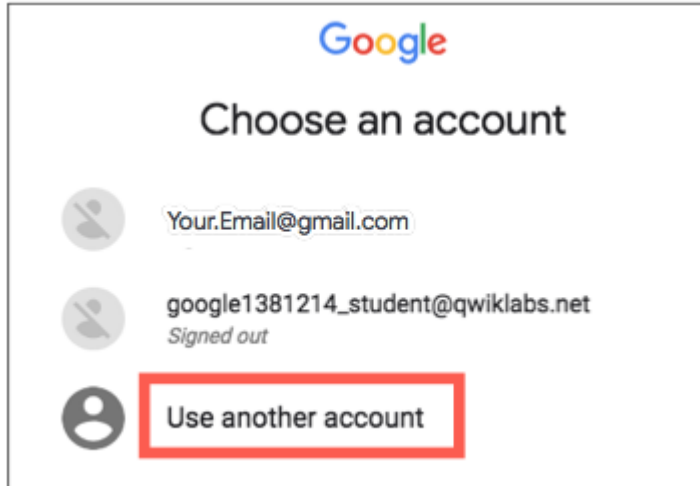 Google
Choose an account
Your.Email@gmail.com
google1381214_student@qwiklabs.net
Signed out
Use another account